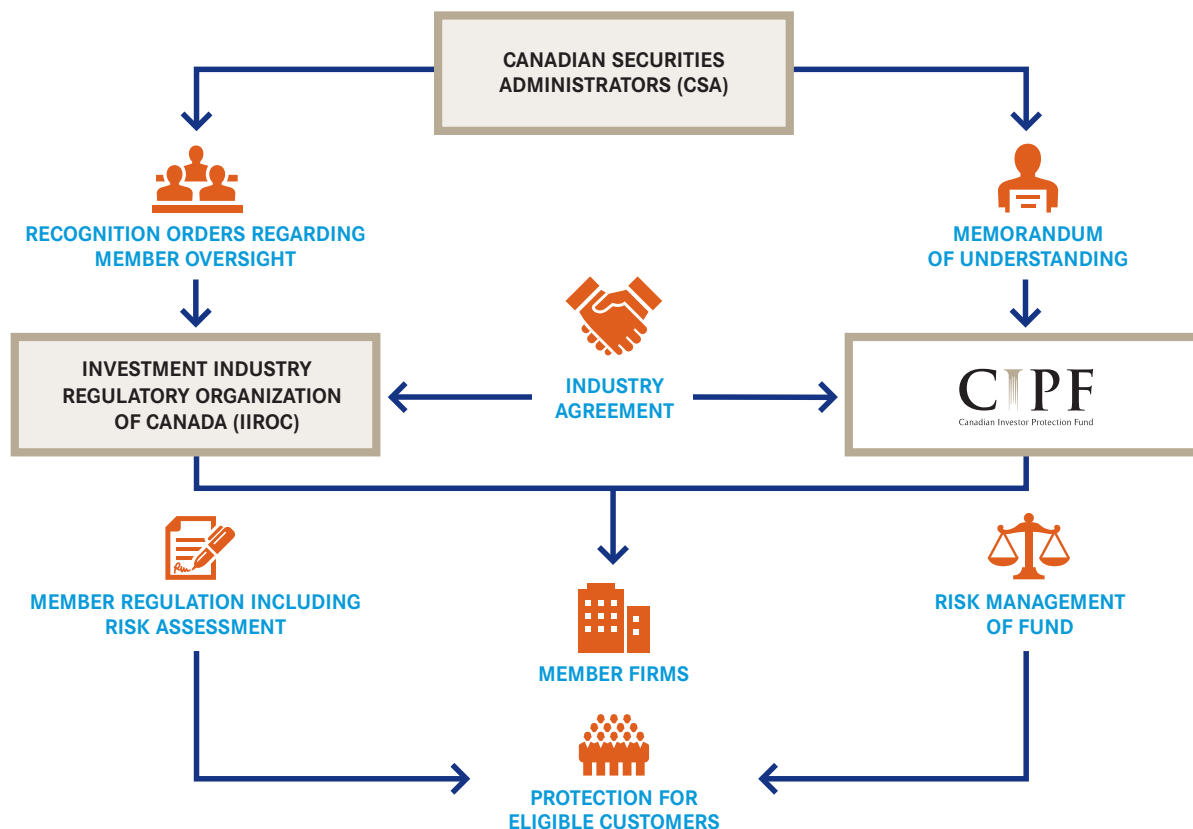 CANADIAN SECURITIES
ADMINISTRATORS (CSA)
RECOGNITION ORDERS REGARDING
MEMBER OVERSIGHT
MEMORANDUM
OF UNDERSTANDING
INVESTMENT INDUSTRY
REGULATORY ORGANIZATION
OF CANADA (IIROC)
INDUSTRY
AGREEMENT
CIPF
Canadian Investor Protection Fund
MEMBER REGULATION INCLUDING
RISK ASSESSMENT
MEMBER FIRMS
RISK MANAGEMENT
OF FUND
PROTECTION FOR
ELIGIBLE CUSTOMERS